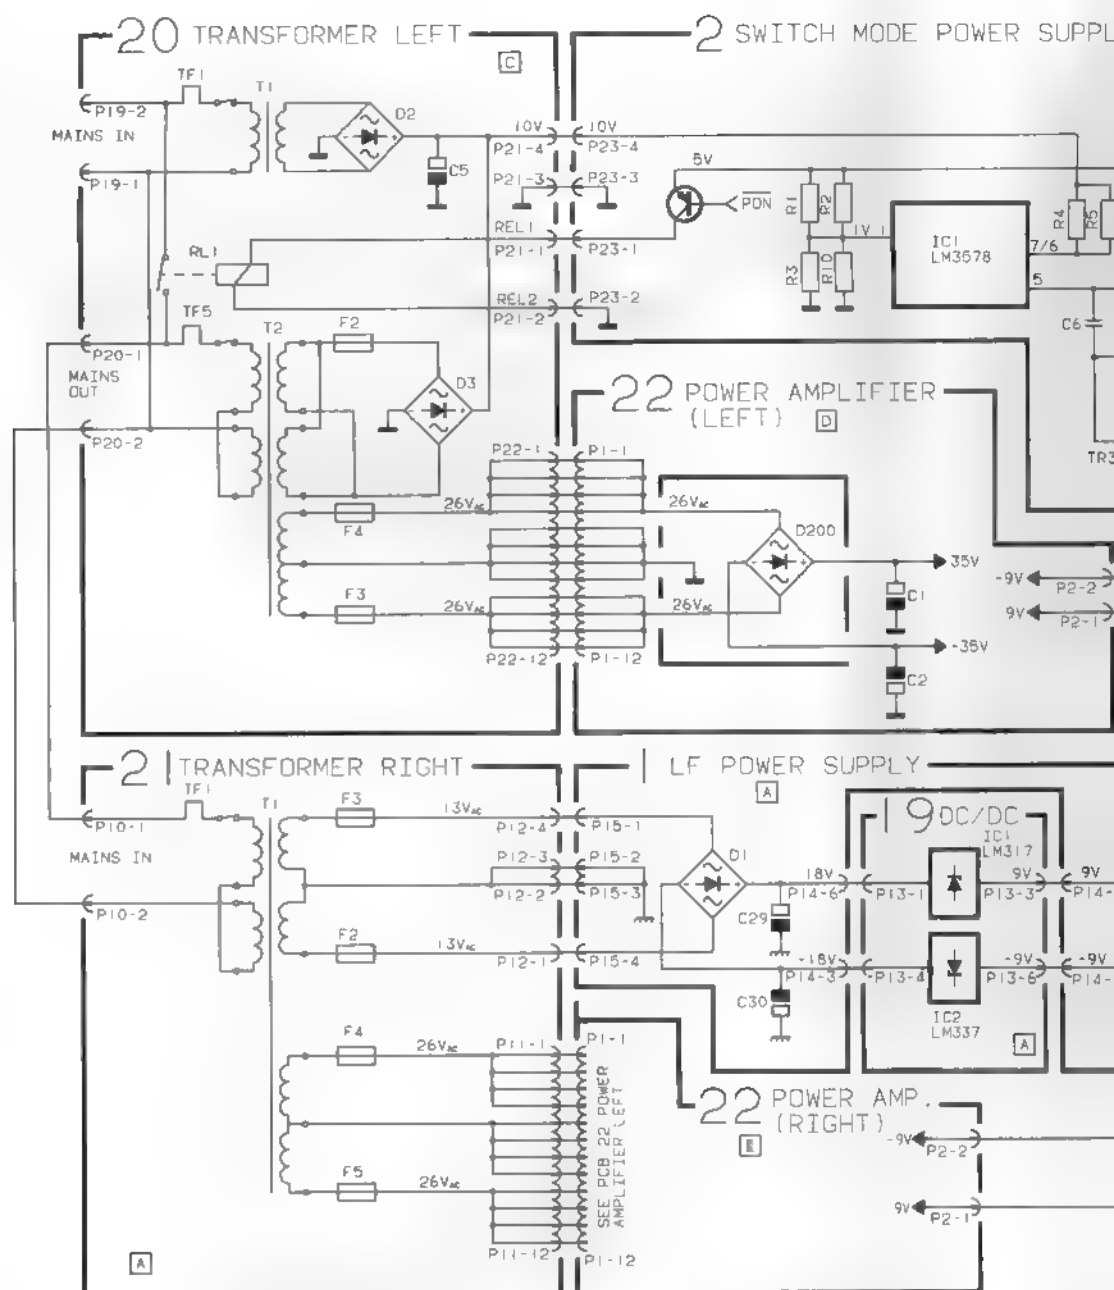 20 TRANSFORMER LEFT
C
2 SWITCH MODE POWER SUPPL
TF1
T1
P19-2
MAINS IN
P19-1
D2
C5
10V
P21-4
10V
P23-4
P21-3
P23-3
5V
PDN
R1
R2
R3
R10
1V
1
IC1
LM3578
7/6
5
R4
R5
C6
TR3
REL1
P21-1
P23-1
RL1
REL2
P21-2
P23-2
TF5
T2
F2
P20-1
MAINS
OUT
P20-2
D3
22 POWER AMPLIFIER
(LEFT)
D
P22-1
P1-1
26VAC
26VAC
F4
D200
35V
-9V
P2-2
9V
P2-1
C1
F3
26VAC
26VAC
-35V
P22-12
P1-12
C2
21 TRANSFORMER RIGHT
1 LF POWER SUPPLY
A
TF1
T1
F3
13VAC
P12-4
P15-1
P10-1
MAINS IN
P10-2
P12-3
P15-2
P12-2
P15-3
D1
19 DC/DC
IC1
LM317
18V
P14-6
P13-1
9V
P13-3
9V
P14-
C29
F2
13VAC
P12-1
P15-4
-18V
P14-3
P13-4
-9V
P13-6
-9V
P14-
C30
IC2
LM337
A
F4
26VAC
P11-1
P1-1
SEE PCB 22 POWER
AMPLIFIER LEFT
22 POWER AMP.
(RIGHT)
E
-9V
P2-2
F5
26VAC
9V
P2-1
P11-12
P1-12
A